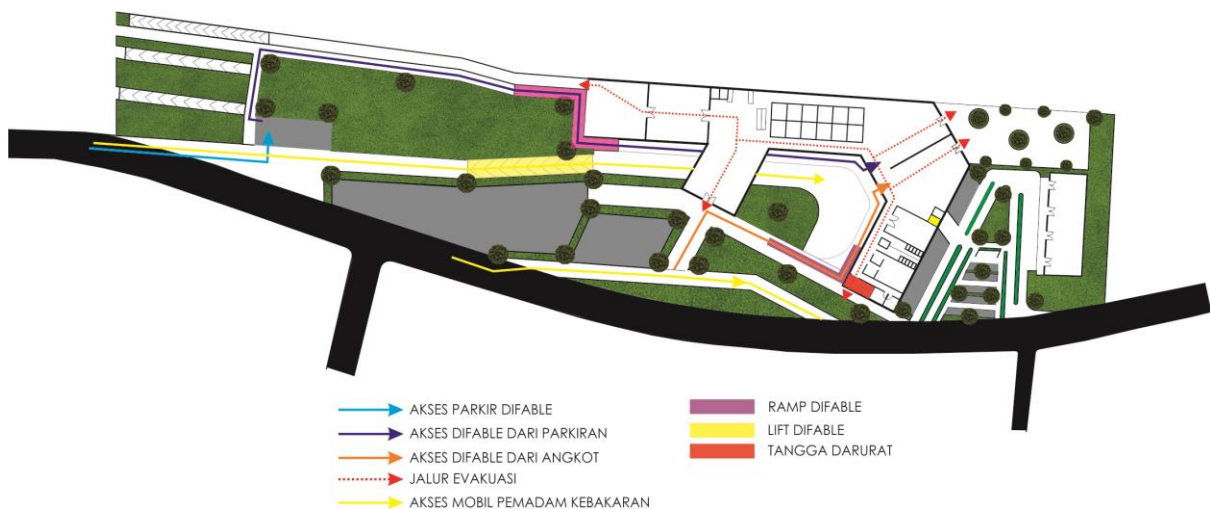 AKSES PARKIR DIFABLE
AKSES DIFABLE DARI PARKIRAN
AKSES DIFABLE DARI ANGKOT
JALUR EVAKUASI
AKSES MOBIL PEMADAM KEBAKARAN
RAMP DIFABLE
LIFT DIFABLE
TANGGA DARURAT